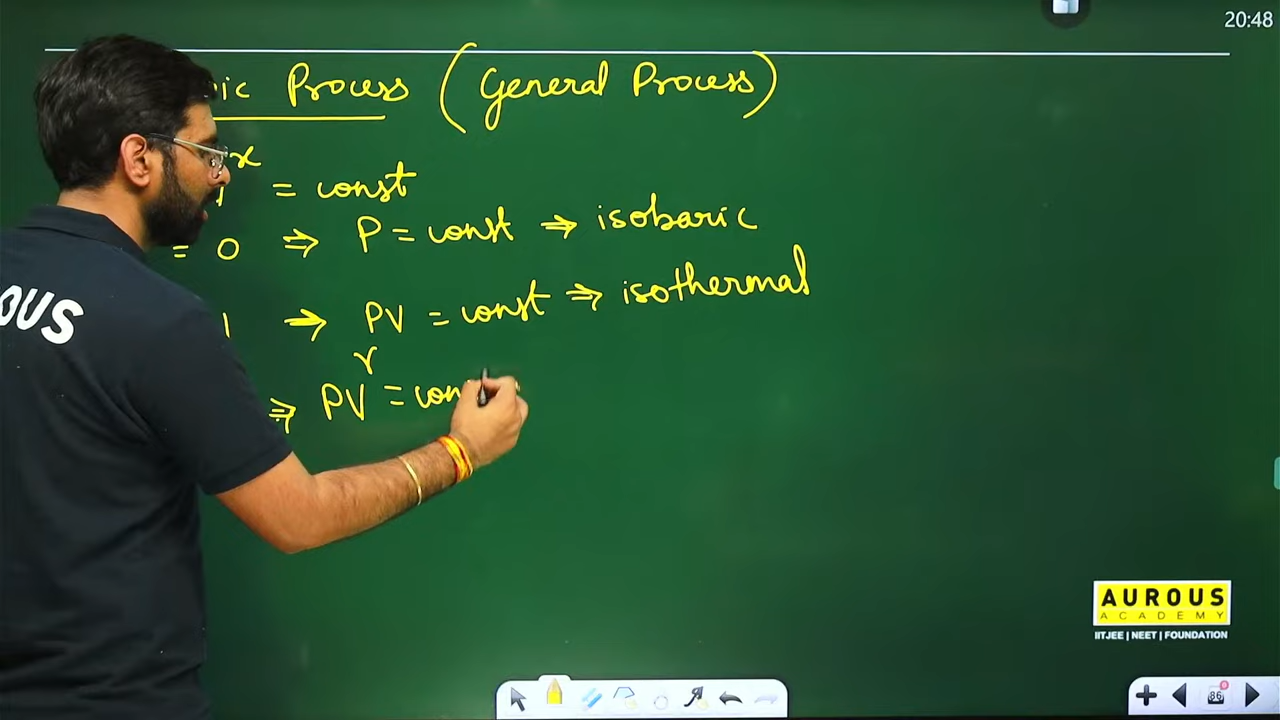 20:48
ic Process (General Process)
x
= const
= 0 ⇒ P = const ⇒ isobaric
1 → PV = const ⇒ isothermal
⇒ PV^γ = con
OUS
AUROUS
ACADEMY
IITJEE | NEET | FOUNDATION
86